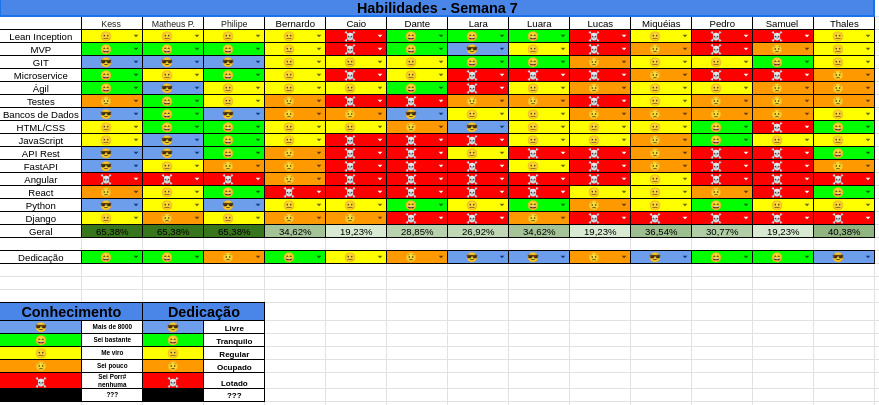 Habilidades - Semana 7
Kess Matheus P. Philipe Bernardo Caio Dante Lara Luara Lucas Miquéias Pedro Samuel Thales
Lean Inception
MVP
GIT
Microservice
Ágil
Testes
Bancos de Dados
HTML/CSS
JavaScript
API Rest
FastAPI
Angular
React
Python
Django
Geral 65,38% 65,38% 65,38% 34,62% 19,23% 28,85% 26,92% 34,62% 19,23% 36,54% 30,77% 19,23% 40,38%
Dedicação
Conhecimento Dedicação
Mais de 8000 Livre
Sei bastante Tranquilo
Me viro Regular
Sei pouco Ocupado
Sei Porr# nenhuma Lotado
??? ???